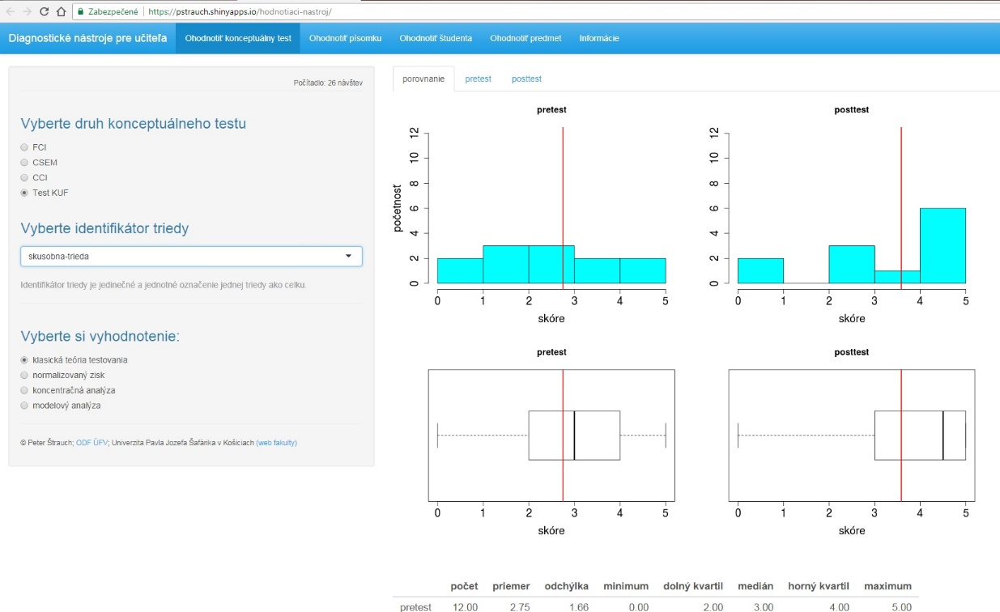 Zabezpečené | https://pstrauch.shinyapps.io/hodnotiaci-nastroj/
Diagnostické nástroje pre učiteľa Ohodnotiť konceptuálny test Ohodnotiť písomku Ohodnotiť študenta Ohodnotiť predmet Informácie
Počítadlo: 26 návštev
Vyberte druh konceptuálneho testu
FCI
CSEM
CCI
Test KUF
Vyberte identifikátor triedy
skusobna-trieda
Identifikátor triedy je jedinečné a jednotné označenie jednej triedy ako celku.
Vyberte si vyhodnotenie:
klasická teória testovania
normalizovaný zisk
koncentračná analýza
modelový analýza
© Peter Štrauch; ODF ÚFV; Univerzita Pavla Jozefa Šafárika v Košiciach (web fakulty)
porovnanie pretest posttest
pretest
početnosť
12
10
8
6
4
2
0
0 1 2 3 4 5
skóre
posttest
12
10
8
6
4
2
0
0 1 2 3 4 5
skóre
pretest
0 1 2 3 4 5
skóre
posttest
0 1 2 3 4 5
skóre
počet priemer odchýlka minimum dolný kvartil medián horný kvartil maximum
pretest 12.00 2.75 1.66 0.00 2.00 3.00 4.00 5.00